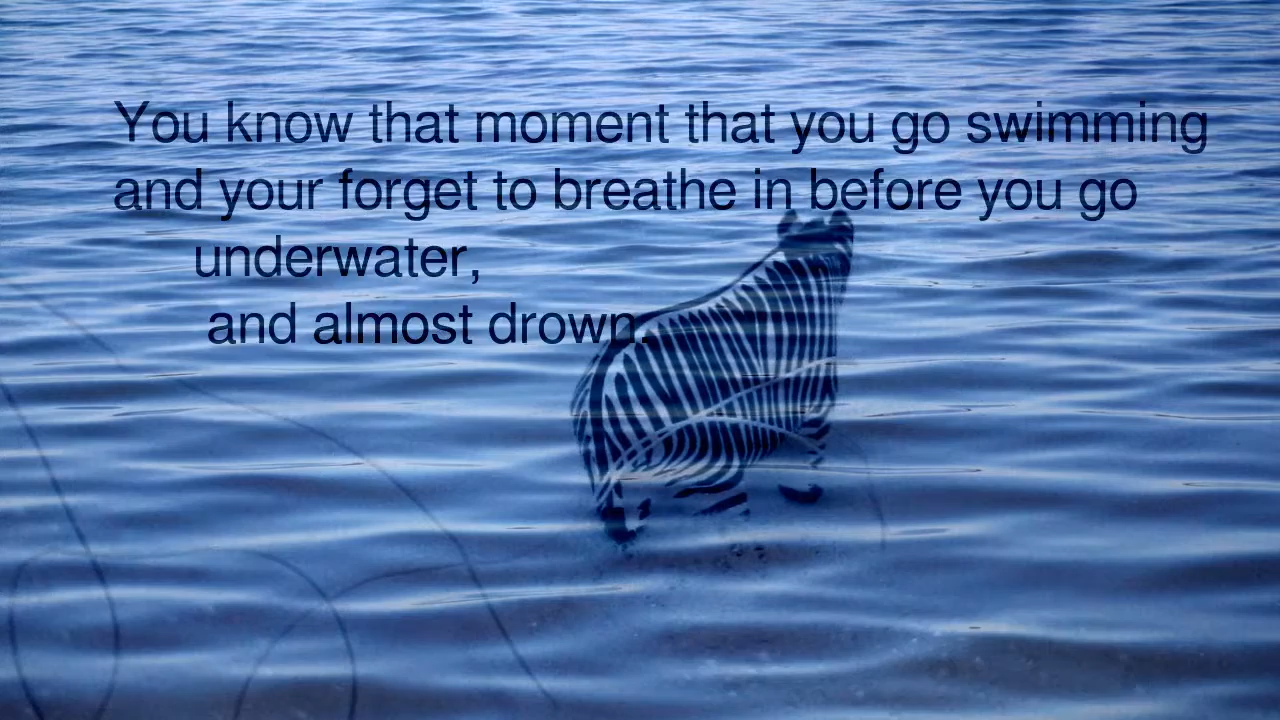 You know that moment that you go swimming
and your forget to breathe in before you go
underwater,
and almost drown.